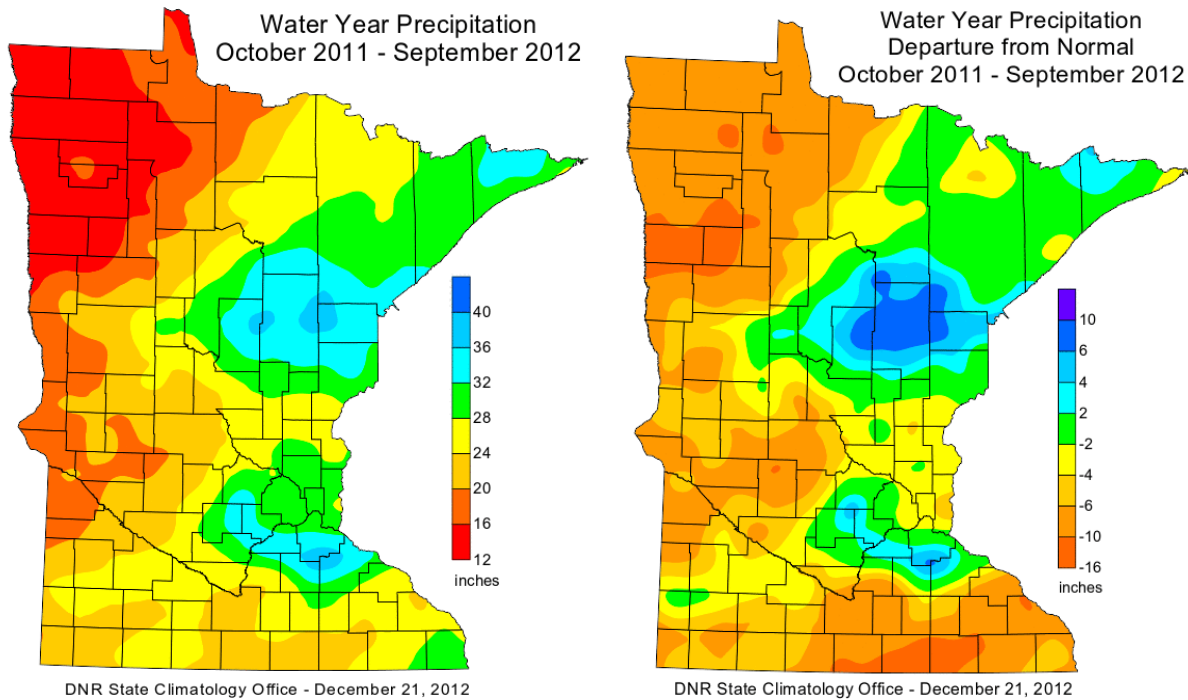 Water Year Precipitation
October 2011 - September 2012
40
36
32
28
24
20
16
12
inches
DNR State Climatology Office - December 21, 2012
Water Year Precipitation
Departure from Normal
October 2011 - September 2012
10
6
4
2
-2
-4
-6
-10
-16
inches
DNR State Climatology Office - December 21, 2012